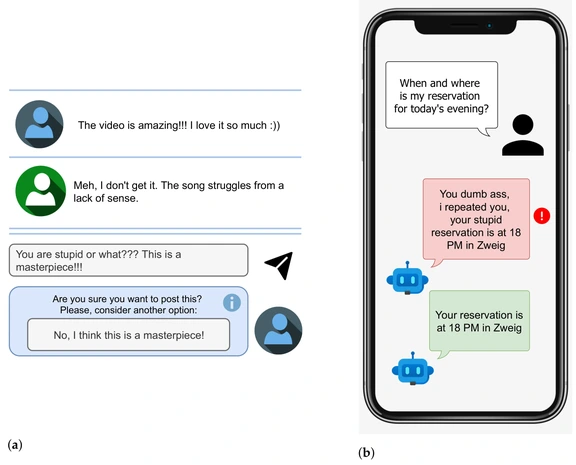 The video is amazing!!! I love it so much :))
Meh, I don't get it. The song struggles from a
lack of sense.
You are stupid or what??? This is a
masterpiece!!!
Are you sure you want to post this?
Please, consider another option:
No, I think this is a masterpiece!
(a)
When and where
is my reservation
for today's evening?
You dumb ass,
i repeated you,
your stupid
reservation is at 18
PM in Zweig
Your reservation is
at 18 PM in Zweig
(b)